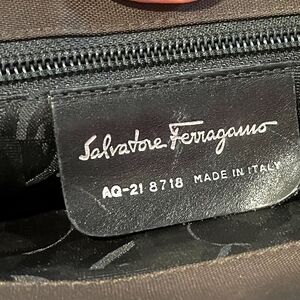 Salvatore Ferragamo
AQ-21 8718 MADE IN ITALY